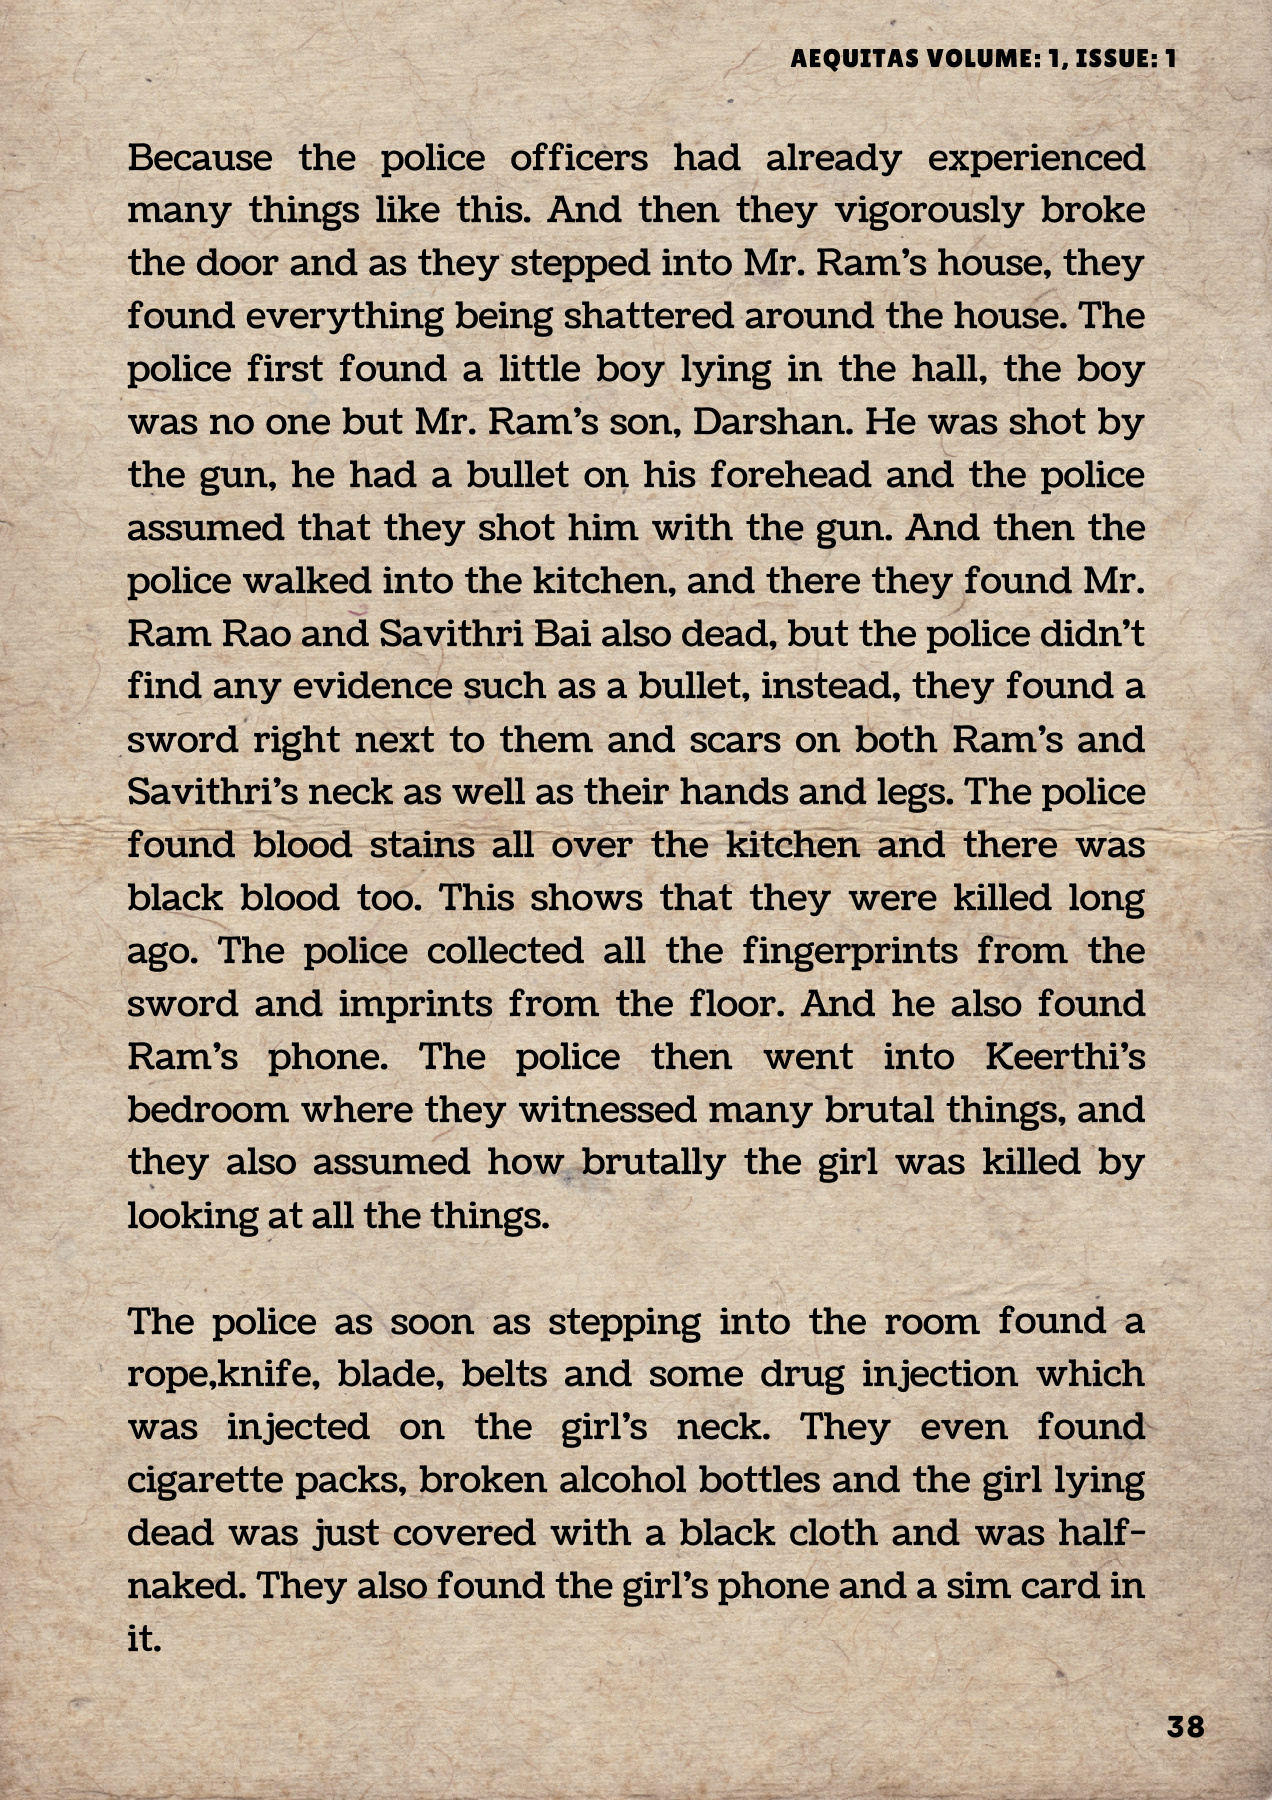 AEQUITAS VOLUME: 1, ISSUE: 1
Because the police officers had already experienced
many things like this. And then they vigorously broke
the door and as they stepped into Mr. Ram’s house, they
found everything being shattered around the house. The
police first found a little boy lying in the hall, the boy
was no one but Mr. Ram’s son, Darshan. He was shot by
the gun, he had a bullet on his forehead and the police
assumed that they shot him with the gun. And then the
police walked into the kitchen, and there they found Mr.
Ram Rao and Savithri Bai also dead, but the police didn’t
find any evidence such as a bullet, instead, they found a
sword right next to them and scars on both Ram’s and
Savithri’s neck as well as their hands and legs. The police
found blood stains all over the kitchen and there was
black blood too. This shows that they were killed long
ago. The police collected all the fingerprints from the
sword and imprints from the floor. And he also found
Ram’s phone. The police then went into Keerthi’s
bedroom where they witnessed many brutal things, and
they also assumed how brutally the girl was killed by
looking at all the things.
The police as soon as stepping into the room found a
rope,knife, blade, belts and some drug injection which
was injected on the girl’s neck. They even found
cigarette packs, broken alcohol bottles and the girl lying
dead was just covered with a black cloth and was half-
naked. They also found the girl’s phone and a sim card in
it.
38